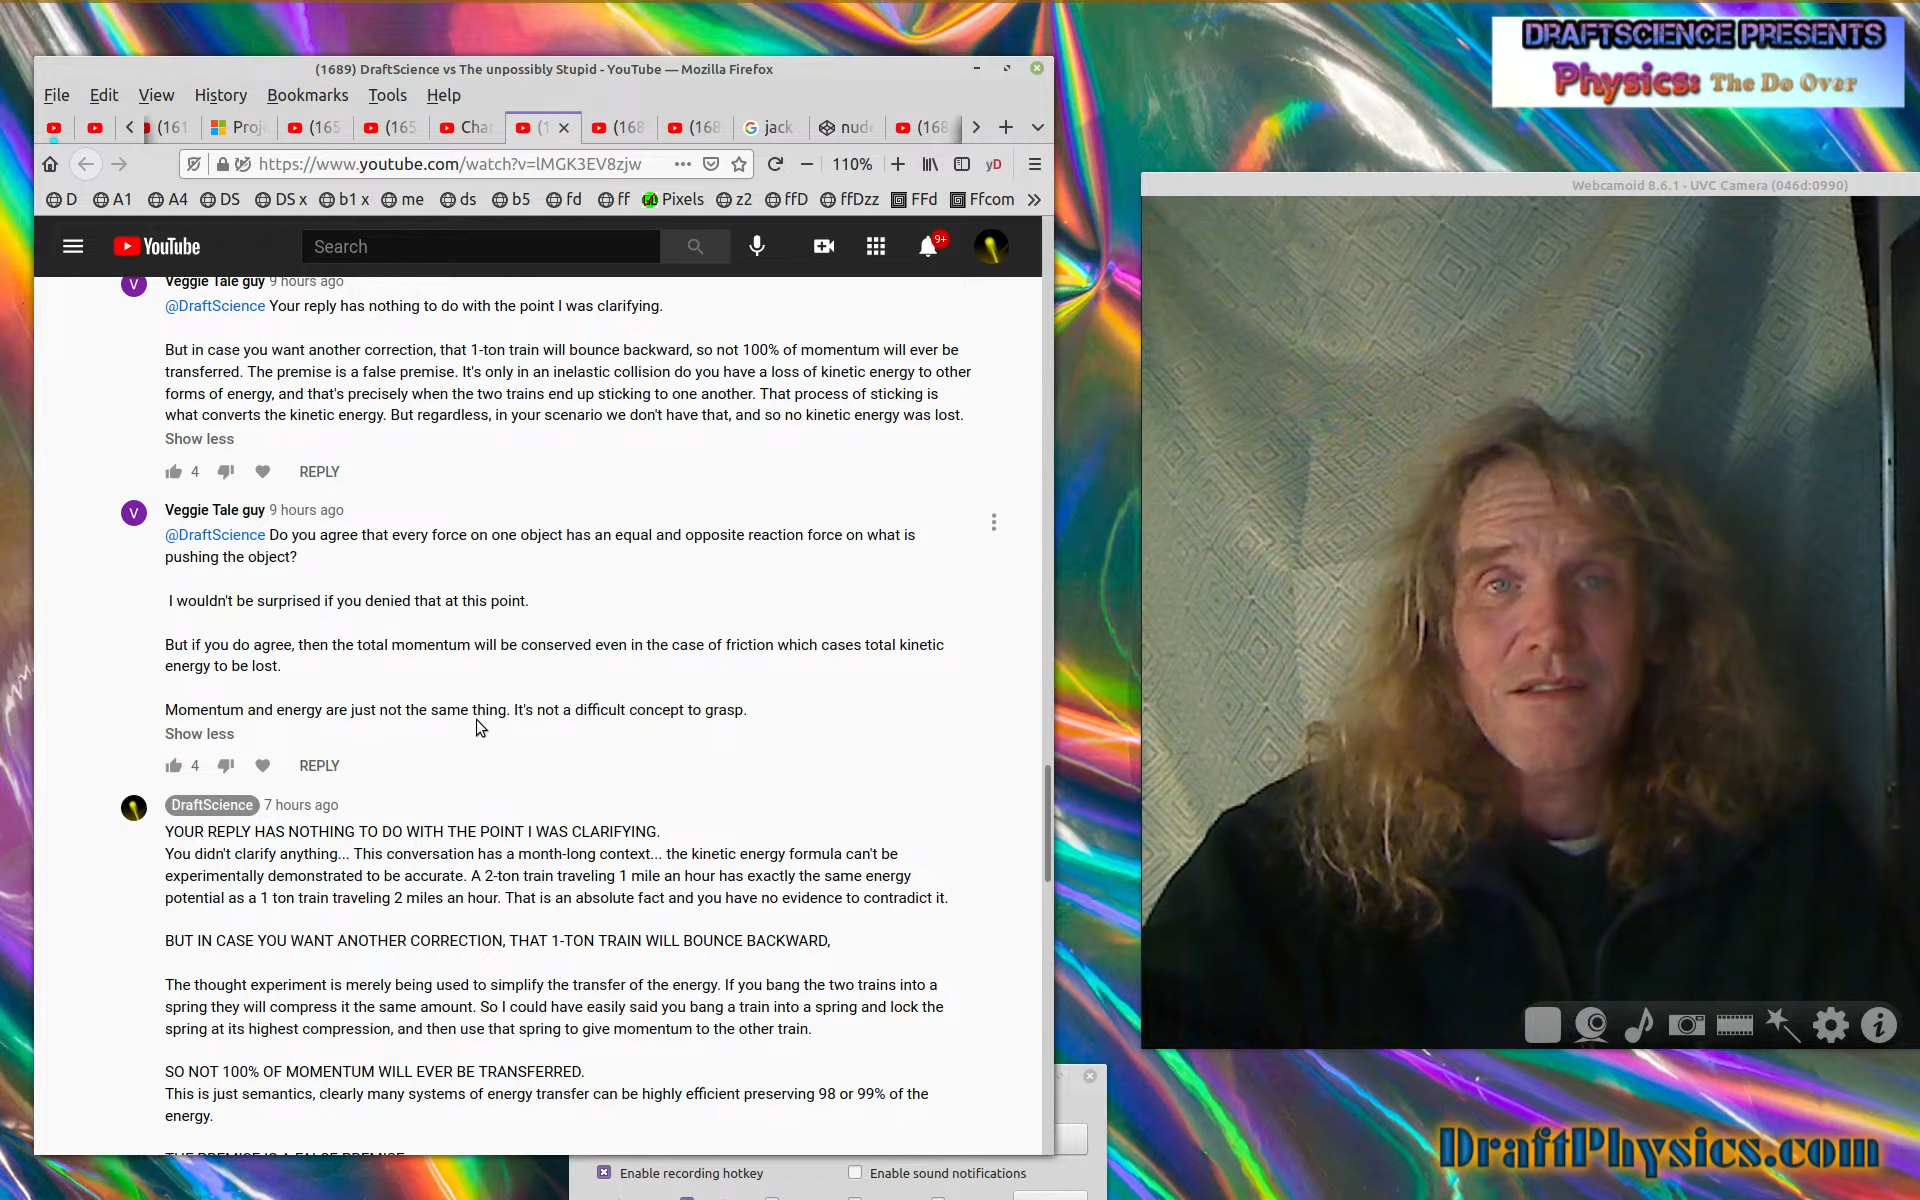 DRAFTSCIENCE PRESENTS
Physics: The Do Over
(1689) DraftScience vs The unpossibly Stupid - YouTube — Mozilla Firefox
File Edit View History Bookmarks Tools Help
(161 Proj (165 (165 Char (1 (168 (168 jack nude (168
https://www.youtube.com/watch?v=lMGK3EV8zjw 110% yD
D A1 A4 DS DS x b1 x me ds b5 fd ff Pixels z2 ffD ffDzz FFd Ffcom
Webcamoid 8.6.1 - UVC Camera (046d:0990)
YouTube Search 9+
V Veggie Tale guy 9 hours ago
@DraftScience Your reply has nothing to do with the point I was clarifying.
But in case you want another correction, that 1-ton train will bounce backward, so not 100% of momentum will ever be
transferred. The premise is a false premise. It's only in an inelastic collision do you have a loss of kinetic energy to other
forms of energy, and that's precisely when the two trains end up sticking to one another. That process of sticking is
what converts the kinetic energy. But regardless, in your scenario we don't have that, and so no kinetic energy was lost.
Show less
4 REPLY
V Veggie Tale guy 9 hours ago
@DraftScience Do you agree that every force on one object has an equal and opposite reaction force on what is
pushing the object?
I wouldn't be surprised if you denied that at this point.
But if you do agree, then the total momentum will be conserved even in the case of friction which cases total kinetic
energy to be lost.
Momentum and energy are just not the same thing. It's not a difficult concept to grasp.
Show less
4 REPLY
DraftScience 7 hours ago
YOUR REPLY HAS NOTHING TO DO WITH THE POINT I WAS CLARIFYING.
You didn't clarify anything... This conversation has a month-long context... the kinetic energy formula can't be
experimentally demonstrated to be accurate. A 2-ton train traveling 1 mile an hour has exactly the same energy
potential as a 1 ton train traveling 2 miles an hour. That is an absolute fact and you have no evidence to contradict it.
BUT IN CASE YOU WANT ANOTHER CORRECTION, THAT 1-TON TRAIN WILL BOUNCE BACKWARD,
The thought experiment is merely being used to simplify the transfer of the energy. If you bang the two trains into a
spring they will compress it the same amount. So I could have easily said you bang a train into a spring and lock the
spring at its highest compression, and then use that spring to give momentum to the other train.
SO NOT 100% OF MOMENTUM WILL EVER BE TRANSFERRED.
This is just semantics, clearly many systems of energy transfer can be highly efficient preserving 98 or 99% of the
energy.
DraftPhysics.com
Enable recording hotkey Enable sound notifications